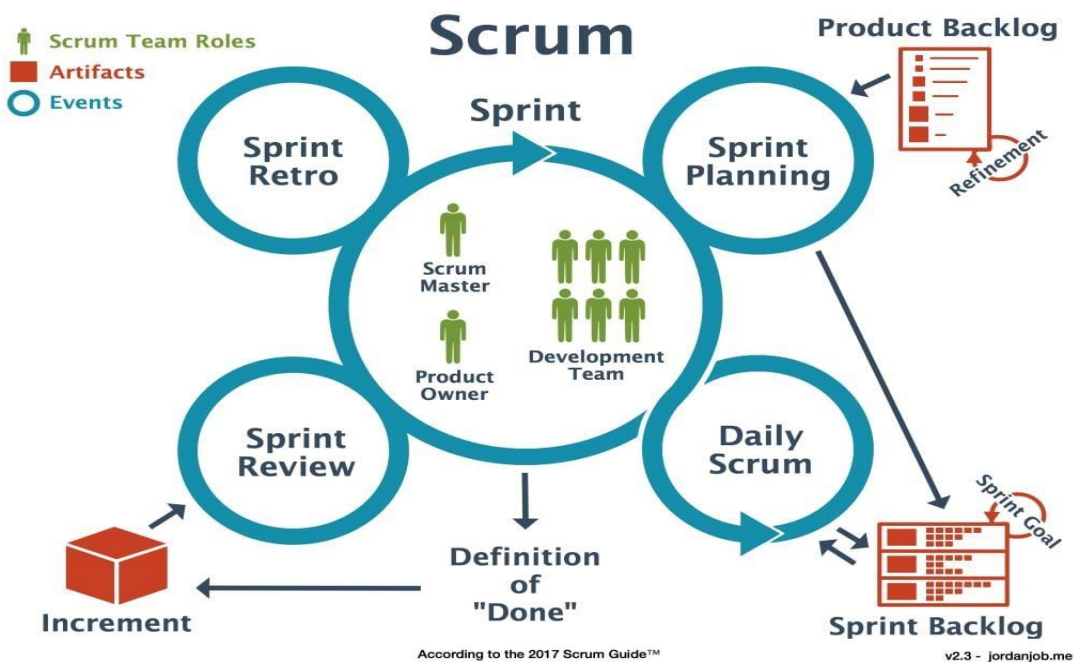 Scrum
Scrum Team Roles
Artifacts
Events
Product Backlog
Refinement
Sprint
Sprint
Retro
Sprint
Planning
Scrum
Master
Product
Owner
Development
Team
Sprint
Review
Daily
Scrum
Sprint Goal
Sprint Backlog
Definition
of
"Done"
Increment
According to the 2017 Scrum Guide™
v2.3 - jordanjob.me